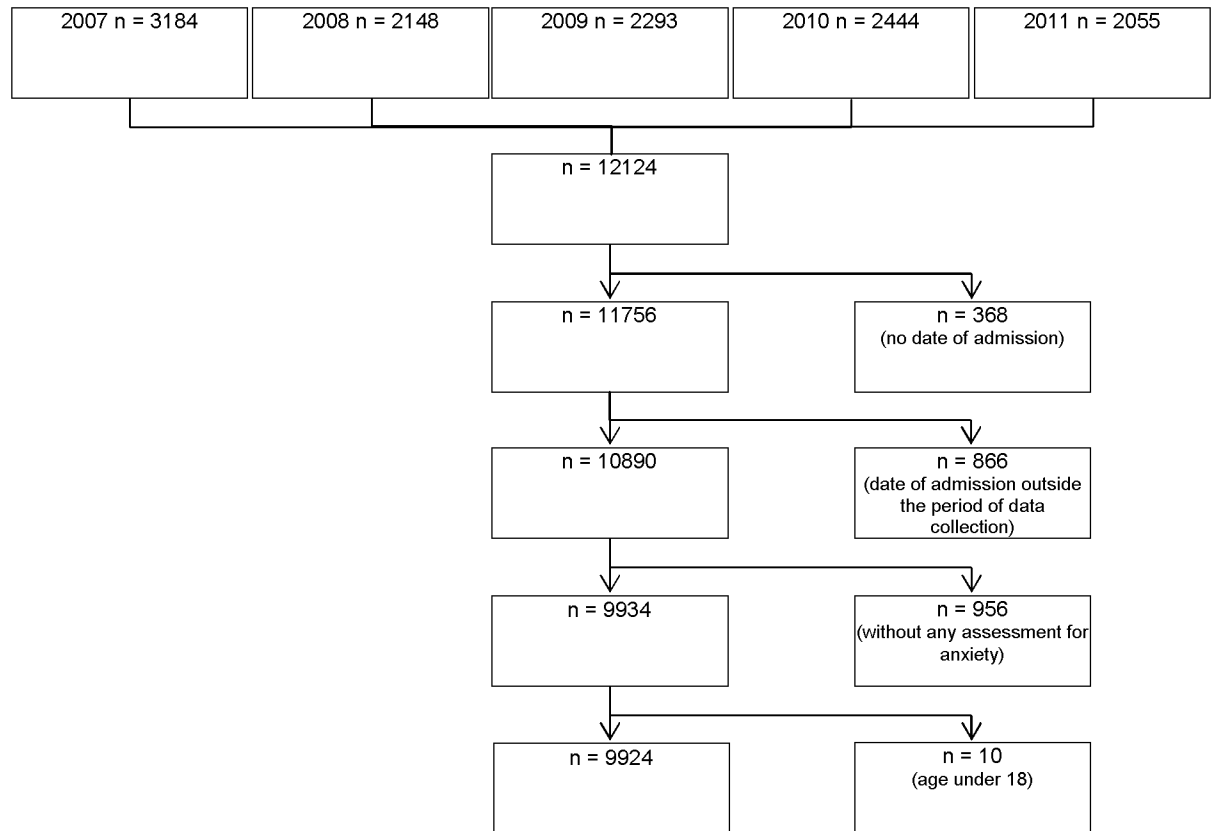 2007 n = 3184
2008 n = 2148
2009 n = 2293
2010 n = 2444
2011 n = 2055
n = 12124
n = 11756
n = 368
(no date of admission)
n = 10890
n = 866
(date of admission outside
the period of data
collection)
n = 9934
n = 956
(without any assessment for
anxiety)
n = 9924
n = 10
(age under 18)